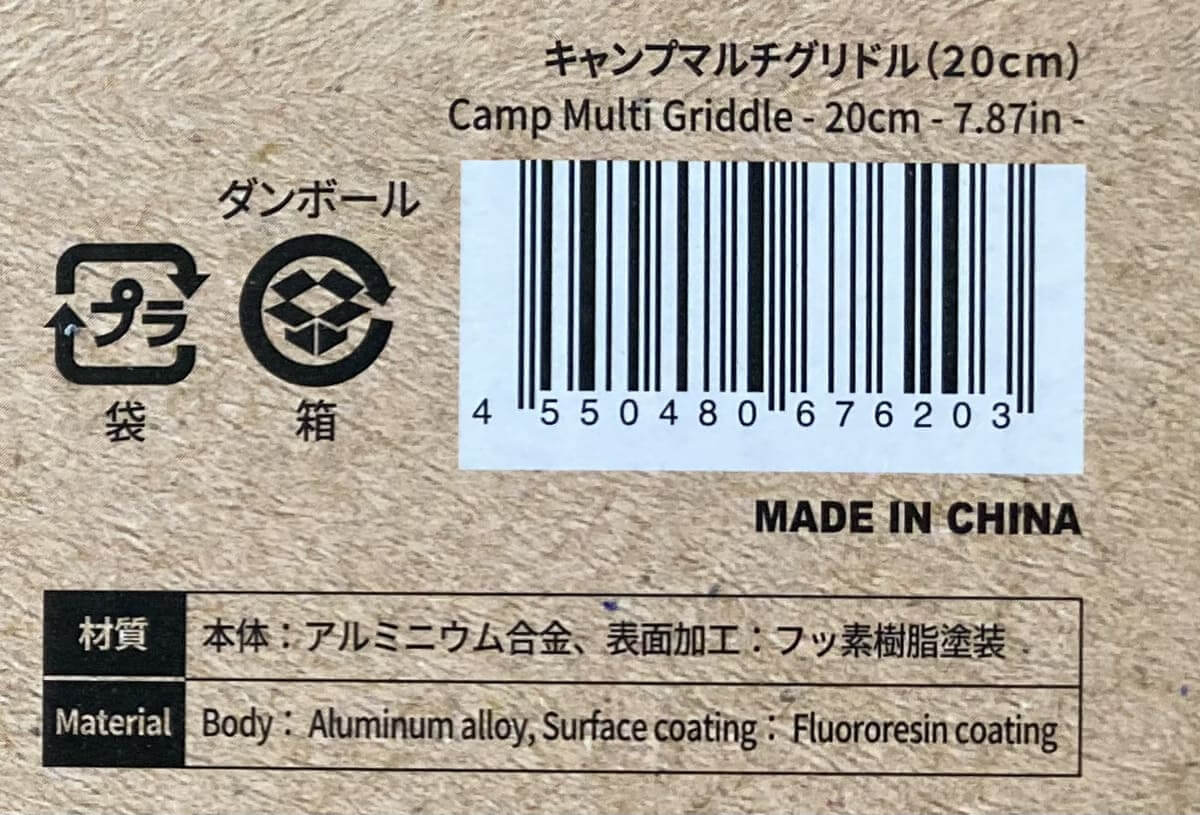 キャンプマルチグリドル（20cm）
Camp Multi Griddle - 20cm - 7.87in -
ダンボール
プラ
袋
箱
4 550480 676203
MADE IN CHINA
材質 本体：アルミニウム合金、表面加工：フッ素樹脂塗装
Material Body： Aluminum alloy, Surface coating： Fluororesin coating